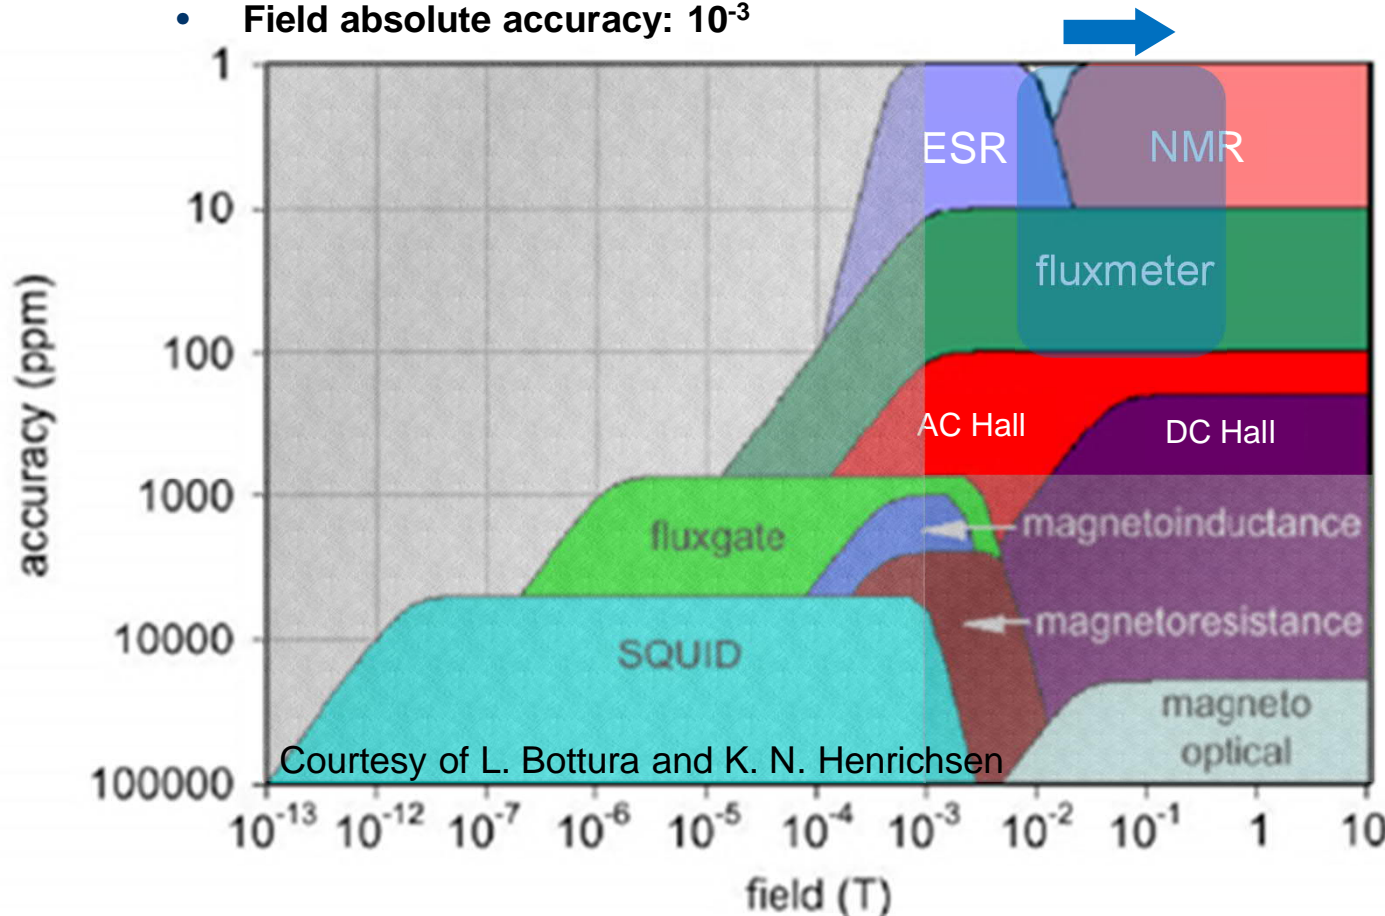 • Field absolute accuracy: 10⁻³
1
10
100
1000
10000
100000
accuracy (ppm)
ESR
NMR
fluxmeter
AC Hall
DC Hall
fluxgate
magnetoinductance
magnetoresistance
SQUID
magneto
optical
Courtesy of L. Bottura and K. N. Henrichsen
10⁻¹³ 10⁻¹² 10⁻⁷ 10⁻⁶ 10⁻⁵ 10⁻⁴ 10⁻³ 10⁻² 10⁻¹ 1 10
field (T)